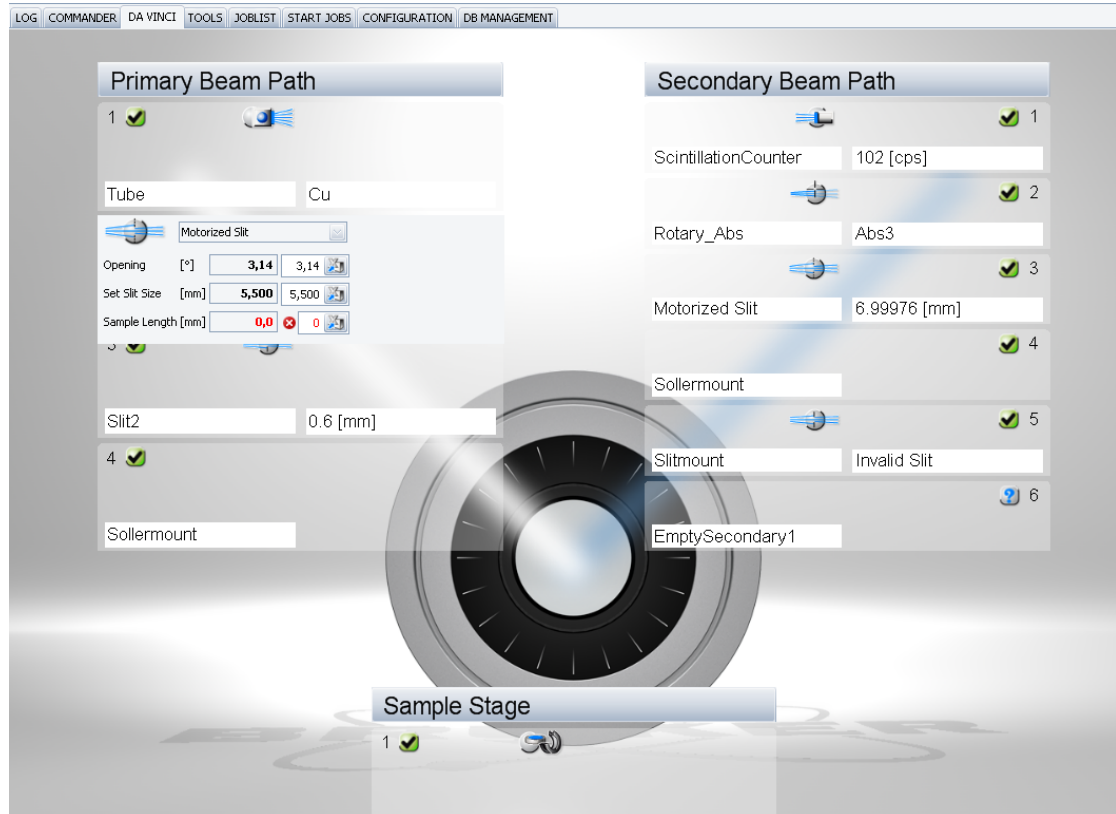 LOG COMMANDER DA VINCI TOOLS JOBLIST START JOBS CONFIGURATION DB MANAGEMENT
Primary Beam Path
1
Tube Cu
Motorized Slit
Opening [°] 3,14 3,14
Set Slit Size [mm] 5,500 5,500
Sample Length [mm] 0,0 0
3
Slit2 0.6 [mm]
4
Sollermount
Secondary Beam Path
1
ScintillationCounter 102 [cps]
2
Rotary_Abs Abs3
3
Motorized Slit 6.99976 [mm]
4
Sollermount
5
Slitmount Invalid Slit
6
EmptySecondary1
Sample Stage
1